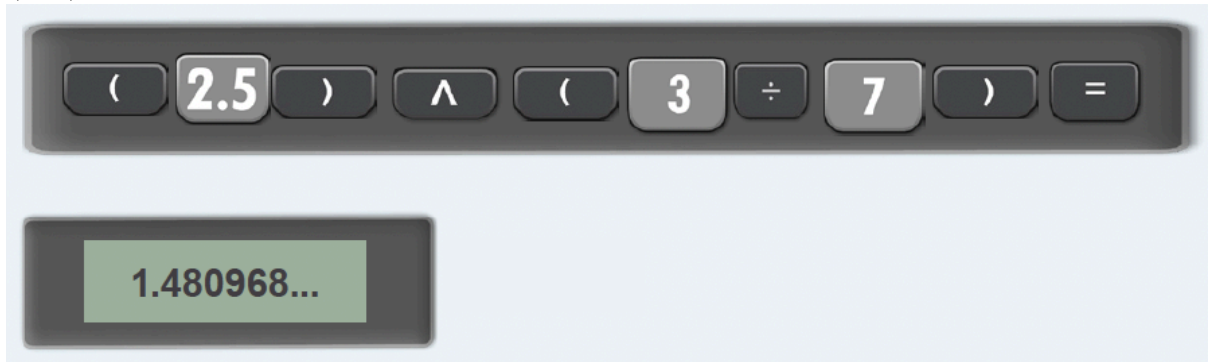 ( 2.5 ) ∧ ( 3 ÷ 7 ) =
1.480968...